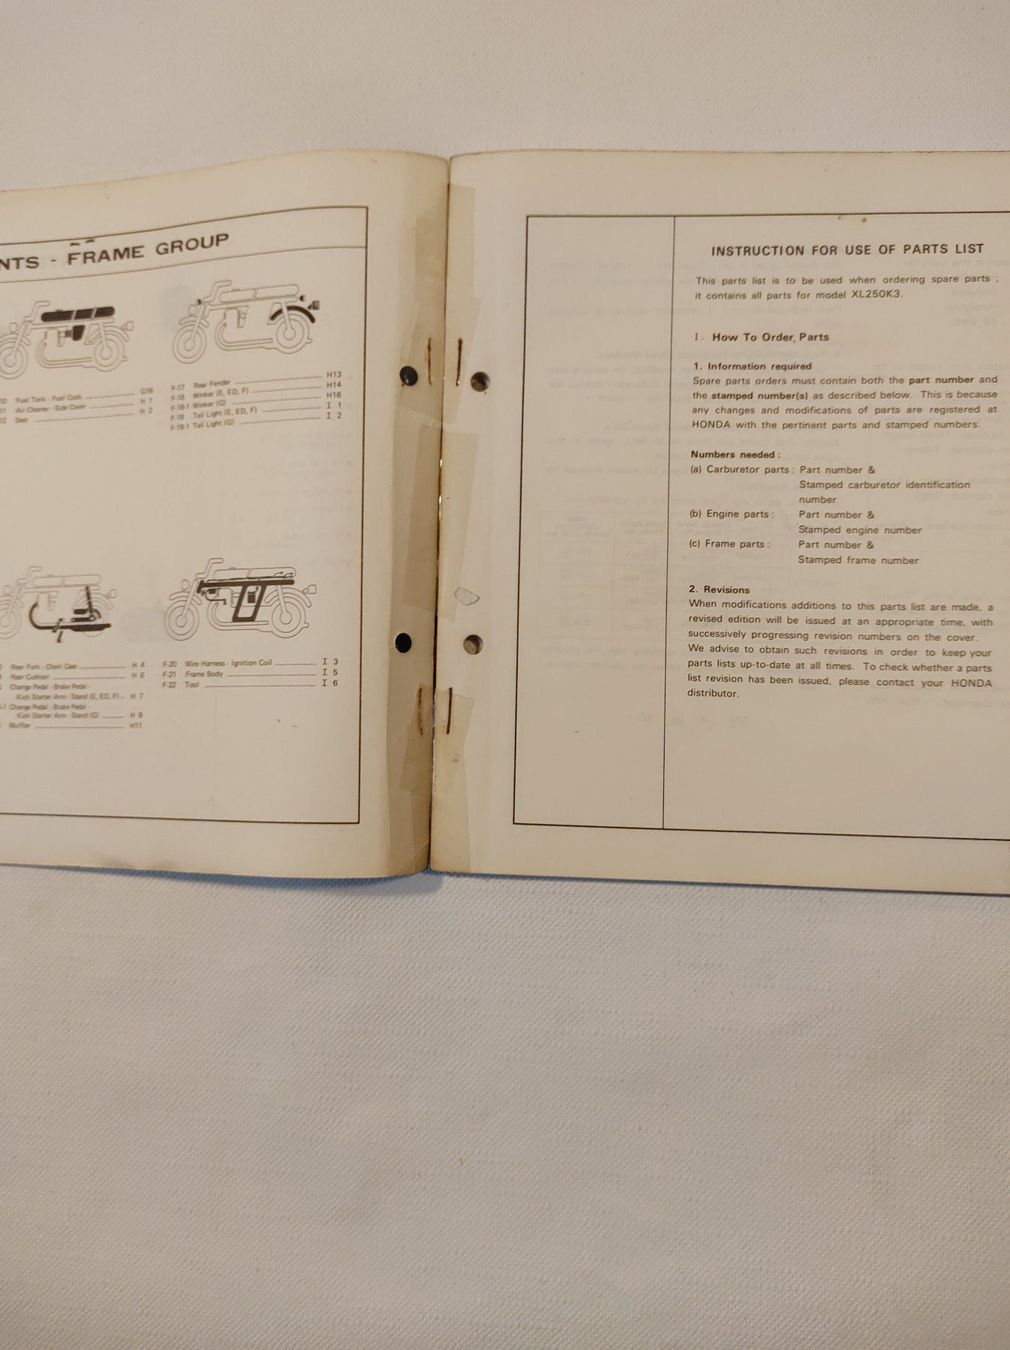 NTS - FRAME GROUP
10 Fuel Tank · Fuel Cock G16
11 Air Cleaner · Side Cover H 1
12 Seat H 2
F-17 Rear Fender H13
F-18 Winker (E, ED, F) H14
F-18-1 Winker (G) H16
F-19 Tail Light (E, ED, F) I 1
F-19-1 Tail Light (G) I 2
Rear Fork · Chain Case H 4
Rear Cushion H 6
Change Pedal · Brake Pedal ·
Kick Starter Arm · Stand (E, ED, F) H 7
-1 Change Pedal · Brake Pedal ·
Kick Starter Arm · Stand (G) H 9
Muffler H11
F-20 Wire Harness · Ignition Coil I 3
F-21 Frame Body I 5
F-22 Tool I 6
INSTRUCTION FOR USE OF PARTS LIST
This parts list is to be used when ordering spare parts ;
it contains all parts for model XL250K3.
I. How To Order, Parts
1. Information required
Spare parts orders must contain both the part number and
the stamped number(s) as described below. This is because
any changes and modifications of parts are registered at
HONDA with the pertinent parts and stamped numbers.
Numbers needed :
(a) Carburetor parts : Part number &
Stamped carburetor identification
number
(b) Engine parts : Part number &
Stamped engine number
(c) Frame parts : Part number &
Stamped frame number
2. Revisions
When modifications additions to this parts list are made, a
revised edition will be issued at an appropriate time, with
successively progressing revision numbers on the cover.
We advise to obtain such revisions in order to keep your
parts lists up-to-date at all times. To check whether a parts
list revision has been issued, please contact your HONDA
distributor.